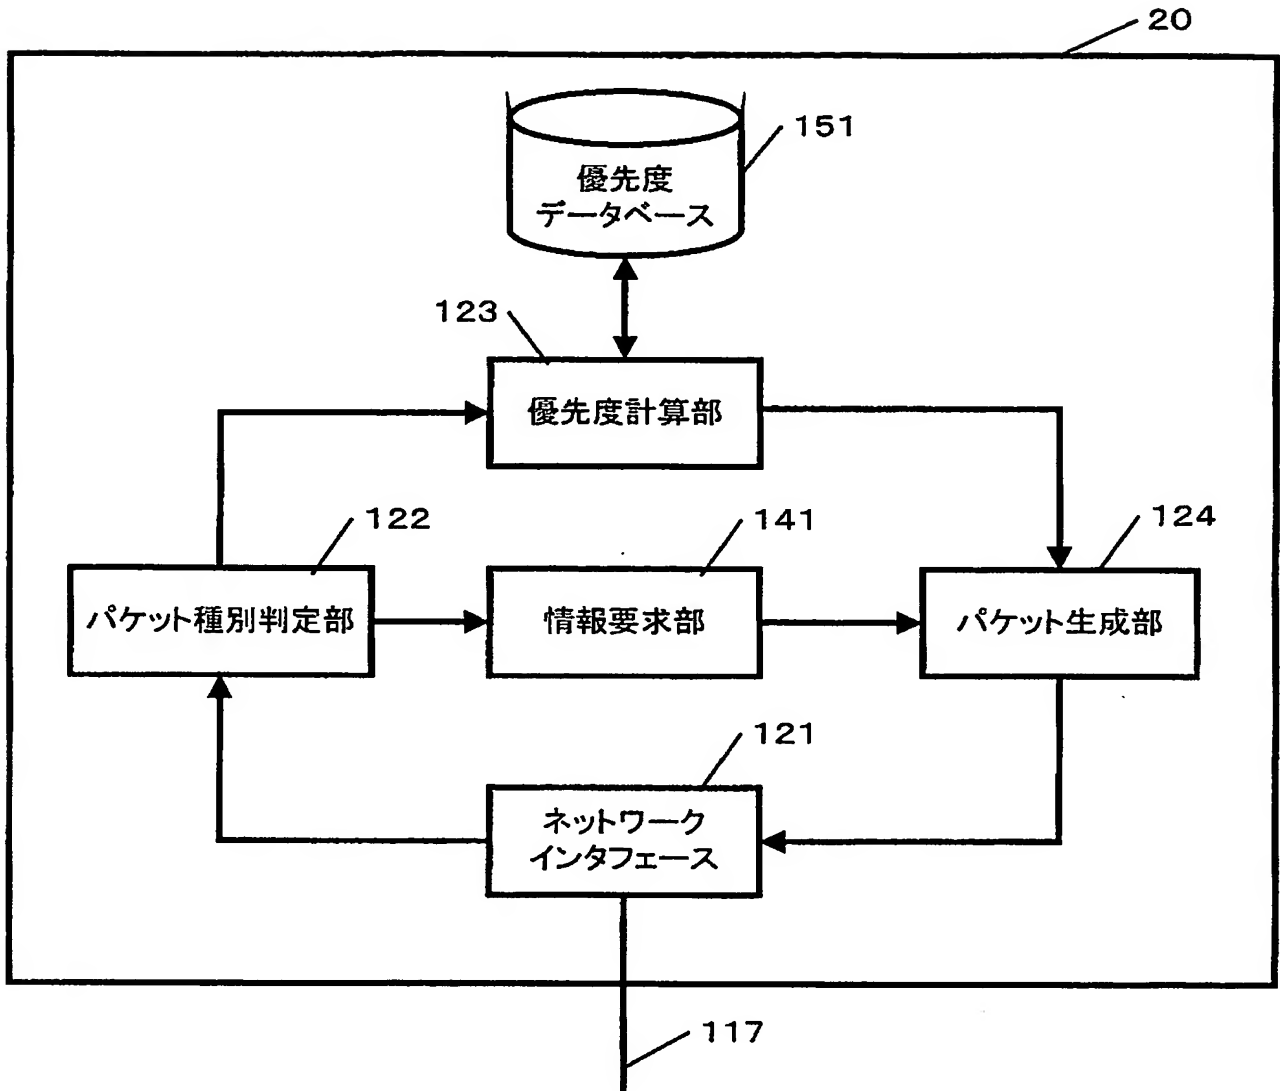 20
151
優先度
データベース
123
優先度計算部
122
141
124
パケット種別判定部
情報要求部
パケット生成部
121
ネットワーク
インタフェース
117